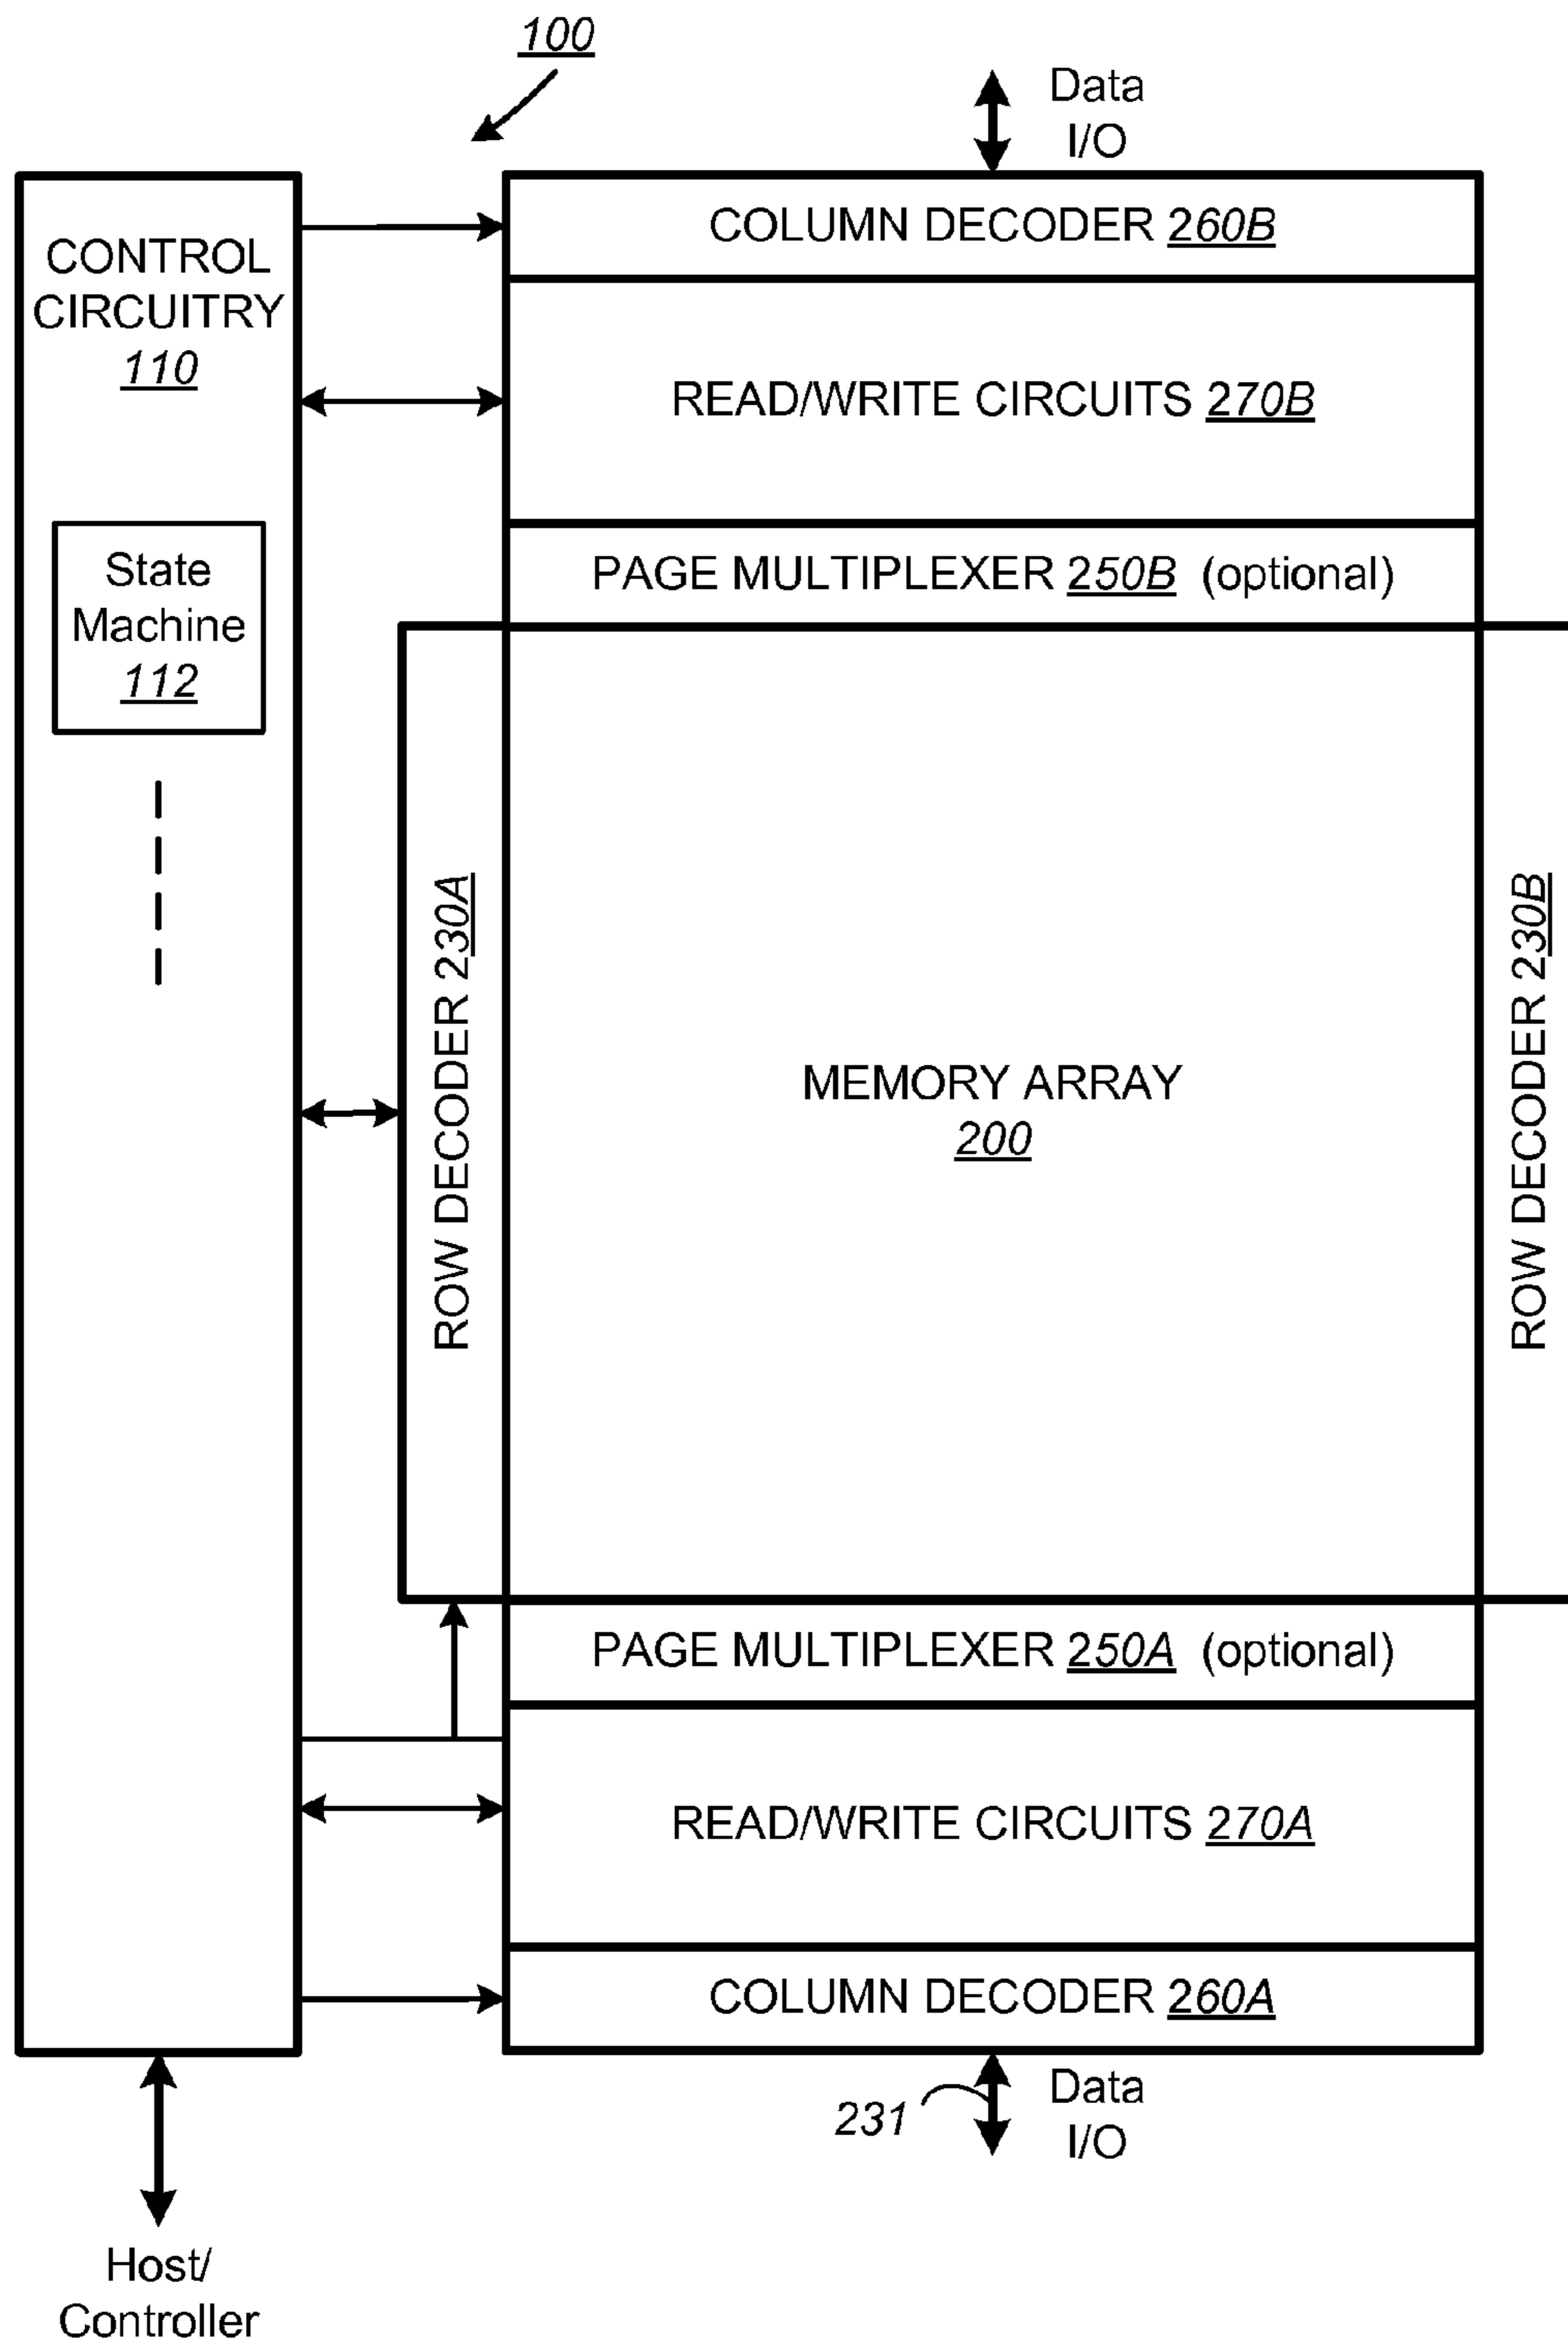 100
Data
I/O
COLUMN DECODER 260B
CONTROL
CIRCUITRY
110
READ/WRITE CIRCUITS 270B
State
Machine
112
PAGE MULTIPLEXER 250B (optional)
ROW DECODER 230A
MEMORY ARRAY
200
ROW DECODER 230B
PAGE MULTIPLEXER 250A (optional)
READ/WRITE CIRCUITS 270A
COLUMN DECODER 260A
231
Data
I/O
Host/
Controller